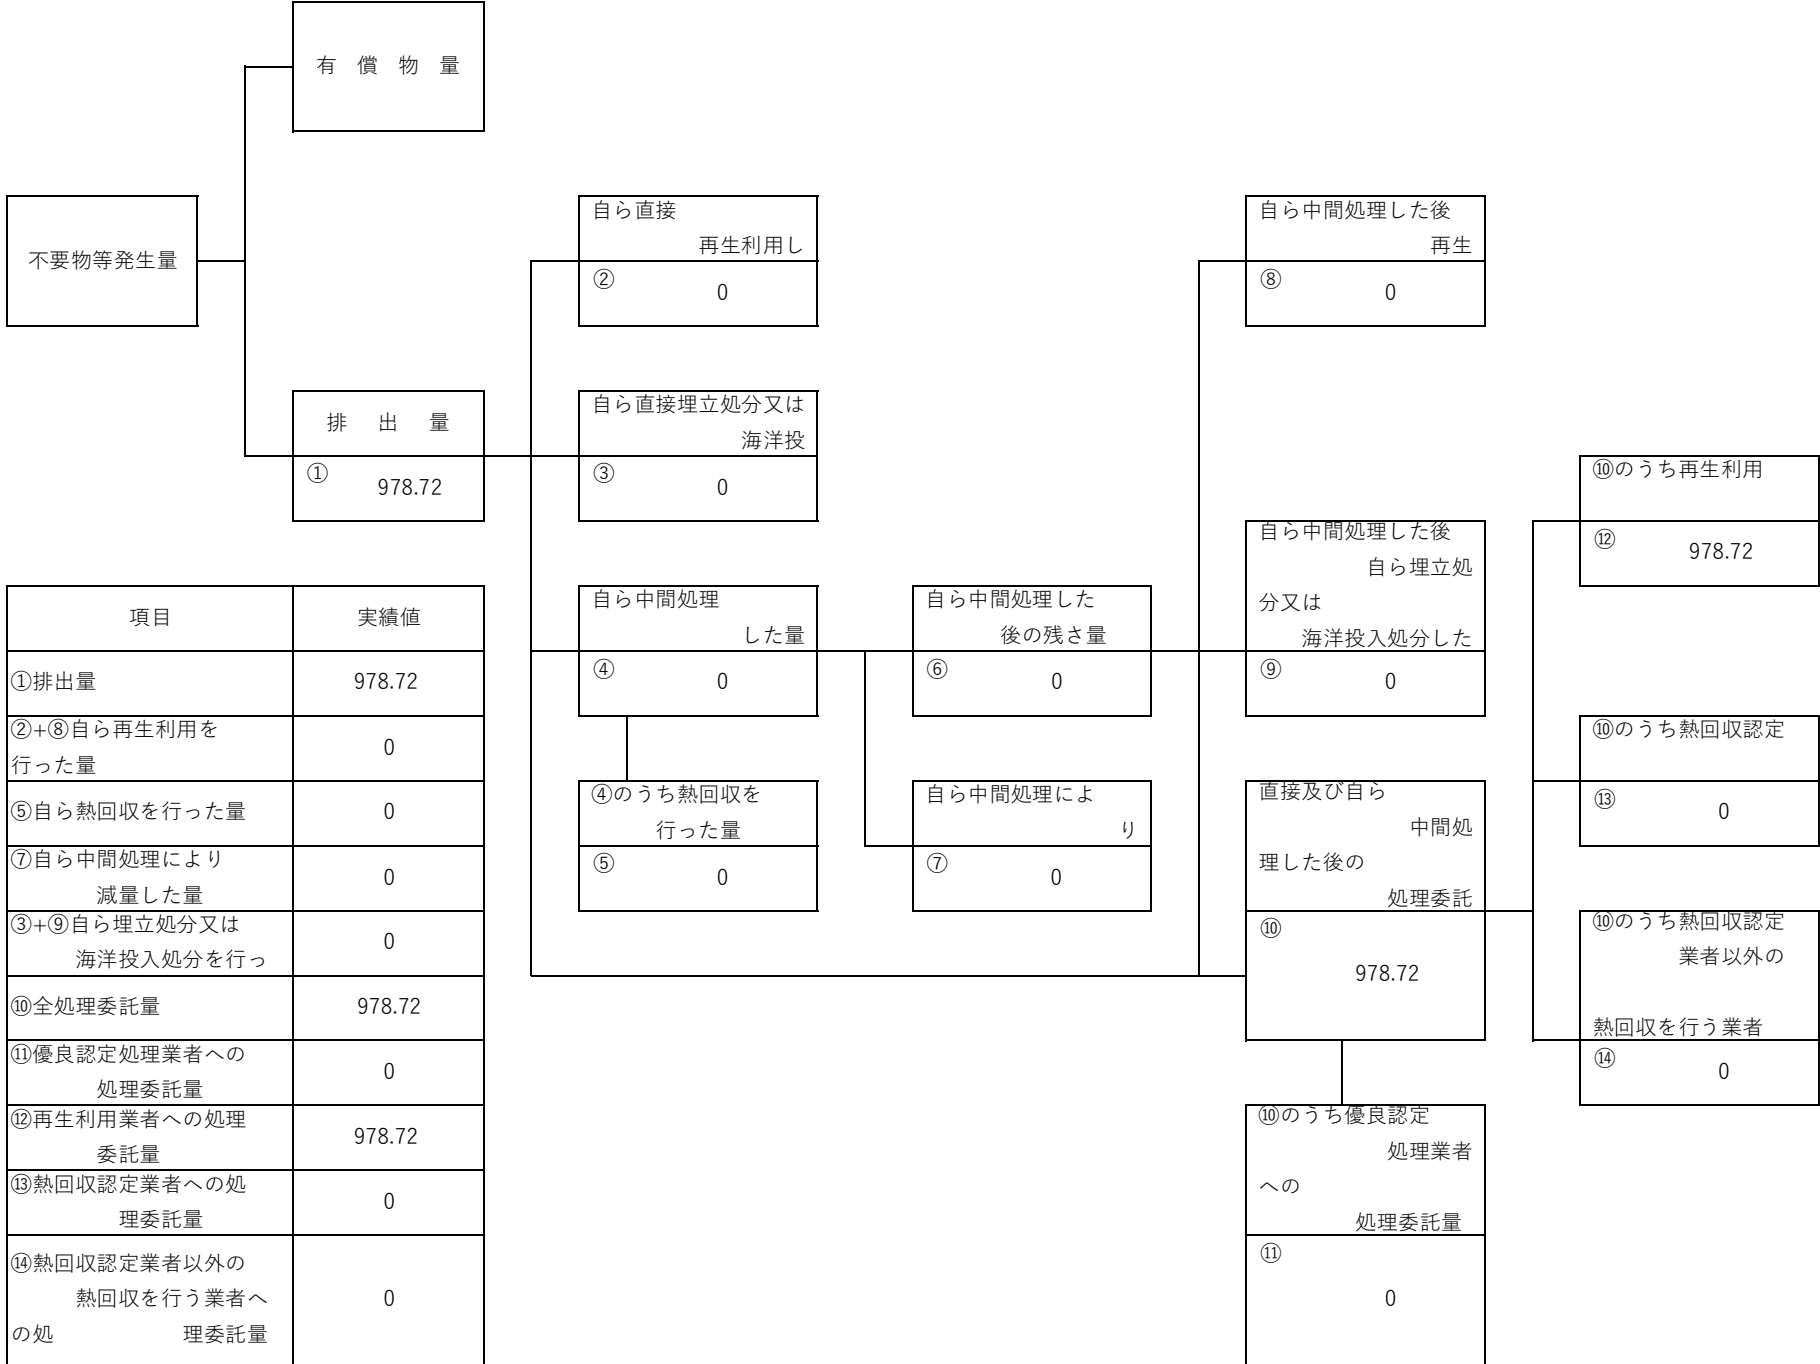 有　償　物　量
不要物等発生量
自ら直接
再生利用し
②
0
自ら中間処理した後
再生
⑧
0
排　出　量
①
978.72
自ら直接埋立処分又は
海洋投
③
0
⑩のうち再生利用
⑫
978.72
自ら中間処理
した量
④
0
自ら中間処理した
後の残さ量
⑥
0
自ら中間処理した後
自ら埋立処
分又は
海洋投入処分した
⑨
0
⑩のうち熱回収認定
⑬
0
④のうち熱回収を
行った量
⑤
0
自ら中間処理によ
り
⑦
0
直接及び自ら
中間処
理した後の
処理委託
⑩
978.72
⑩のうち熱回収認定
業者以外の
熱回収を行う業者
⑭
0
⑩のうち優良認定
処理業者
への
処理委託量
⑪
0
項目　実績値
①排出量　978.72
②+⑧自ら再生利用を
行った量　0
⑤自ら熱回収を行った量　0
⑦自ら中間処理により
減量した量　0
③+⑨自ら埋立処分又は
海洋投入処分を行っ　0
⑩全処理委託量　978.72
⑪優良認定処理業者への
処理委託量　0
⑫再生利用業者への処理
委託量　978.72
⑬熱回収認定業者への処
理委託量　0
⑭熱回収認定業者以外の
熱回収を行う業者へ　0
の処　理委託量